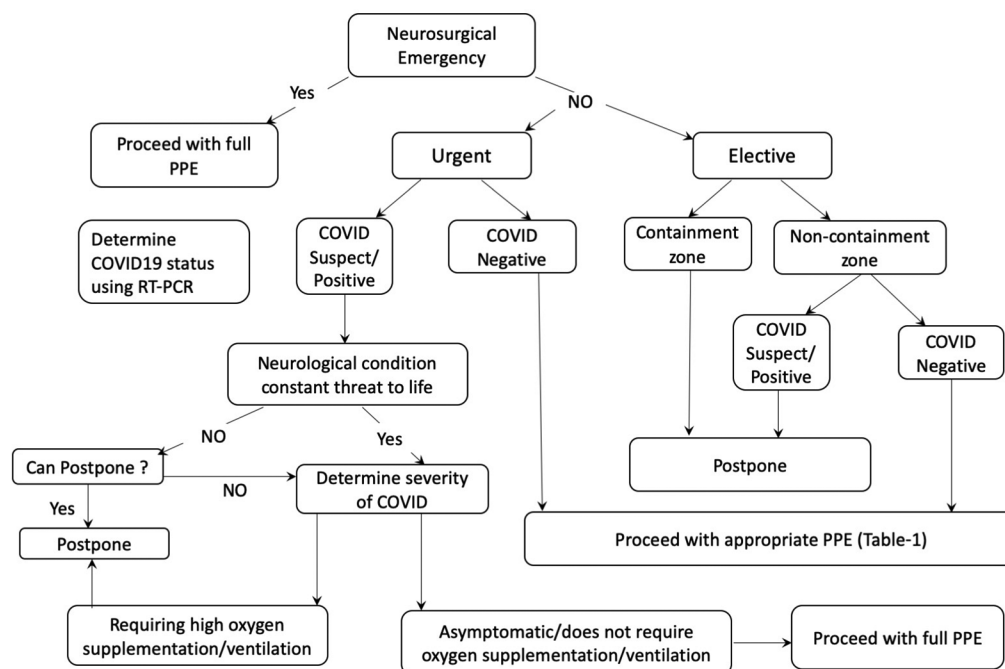 Neurosurgical
Emergency
Yes
NO
Proceed with full
PPE
Urgent
Elective
Determine
COVID19 status
using RT-PCR
COVID
Suspect/
Positive
COVID
Negative
Containment
zone
Non-containment
zone
COVID
Suspect/
Positive
COVID
Negative
Neurological condition
constant threat to life
NO
Yes
Can Postpone ?
NO
Determine severity
of COVID
Postpone
Yes
Postpone
Proceed with appropriate PPE (Table-1)
Requiring high oxygen
supplementation/ventilation
Asymptomatic/does not require
oxygen supplementation/ventilation
Proceed with full PPE